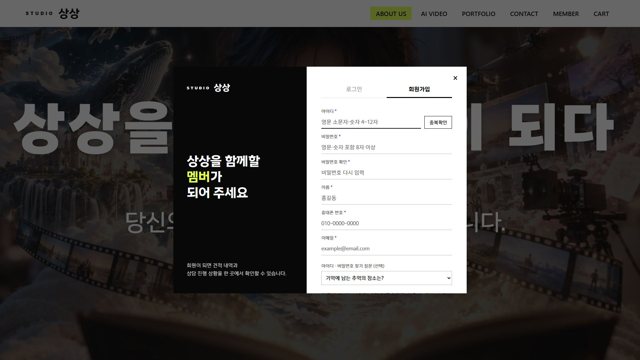 STUDIO 상상
ABOUT US
AI VIDEO
PORTFOLIO
CONTACT
MEMBER
CART
상상을
되다
당신의
니다.
STUDIO 상상
상상을 함께할
멤버가
되어 주세요
회원이 되면 견적 내역과
상담 진행 상황을 한 곳에서 확인할 수 있습니다.
×
로그인
회원가입
아이디 *
영문 소문자·숫자 4~12자
중복확인
비밀번호 *
영문·숫자 포함 8자 이상
비밀번호 확인 *
비밀번호 다시 입력
이름 *
홍길동
휴대폰 번호 *
010-0000-0000
이메일 *
example@email.com
아이디 · 비밀번호 찾기 질문 (선택)
기억에 남는 추억의 장소는?